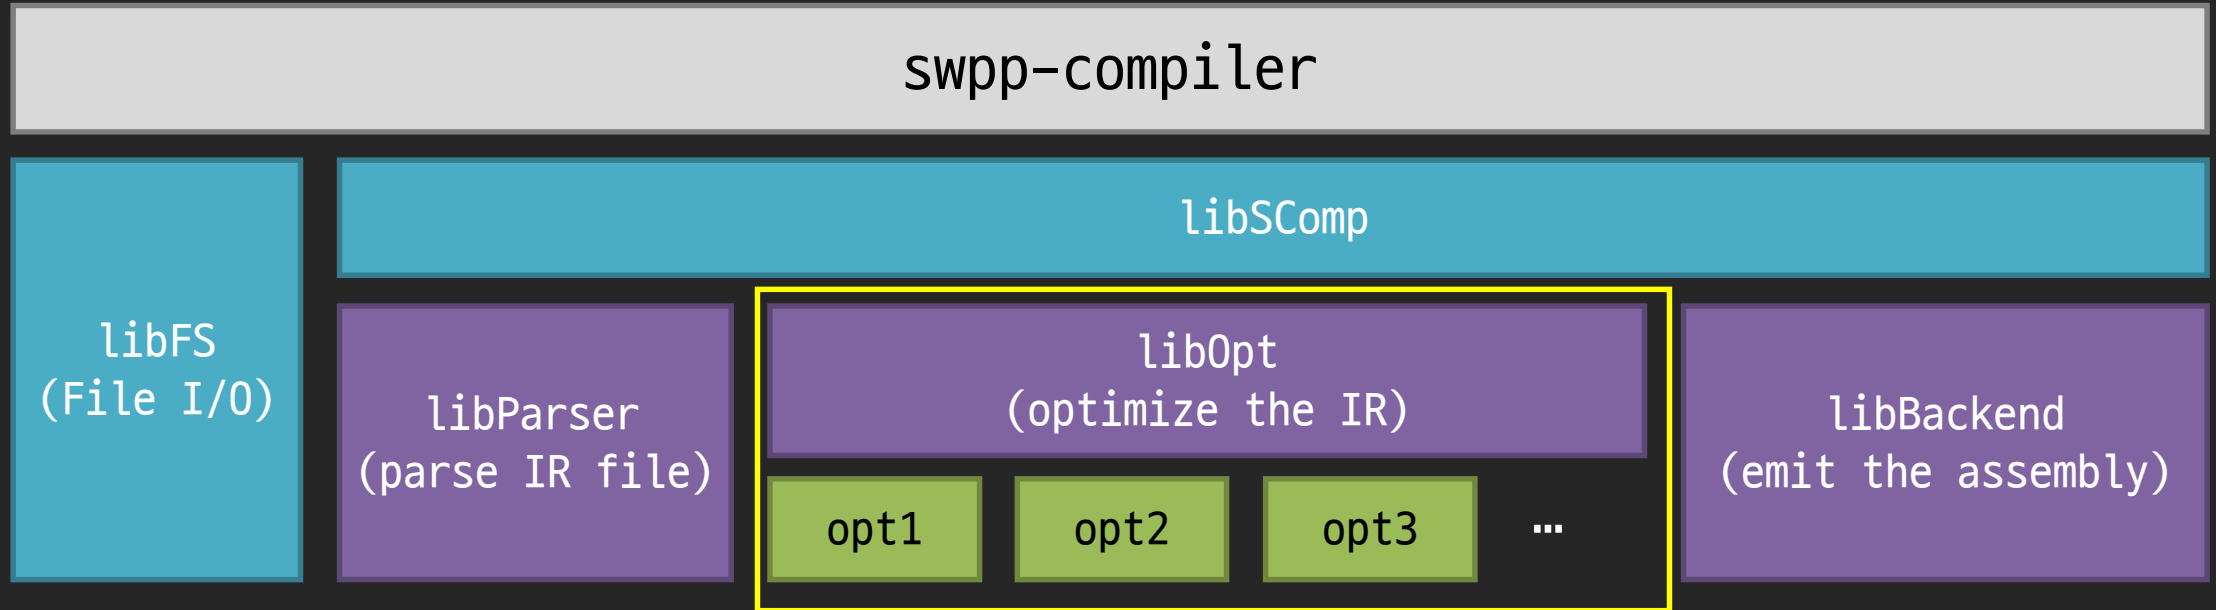 swpp-compiler
libFS
(File I/O)
libSComp
libParser
(parse IR file)
libOpt
(optimize the IR)
opt1
opt2
opt3
…
libBackend
(emit the assembly)